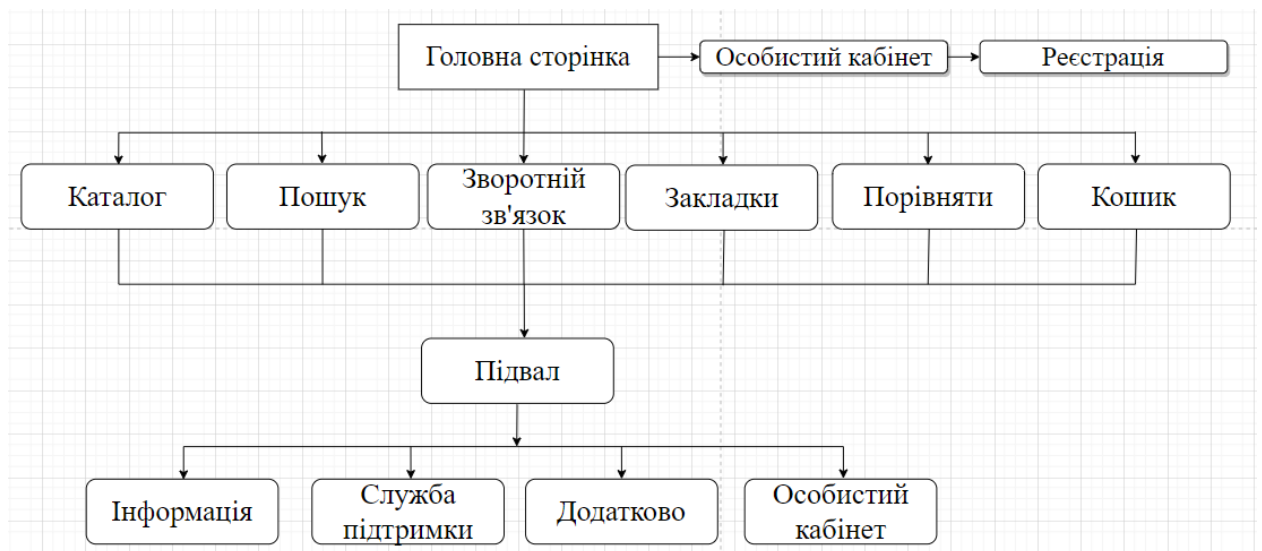 Головна сторінка
Особистий кабінет
Реєстрація
Каталог
Пошук
Зворотній
зв'язок
Закладки
Порівняти
Кошик
Підвал
Інформація
Служба
підтримки
Додатково
Особистий
кабінет